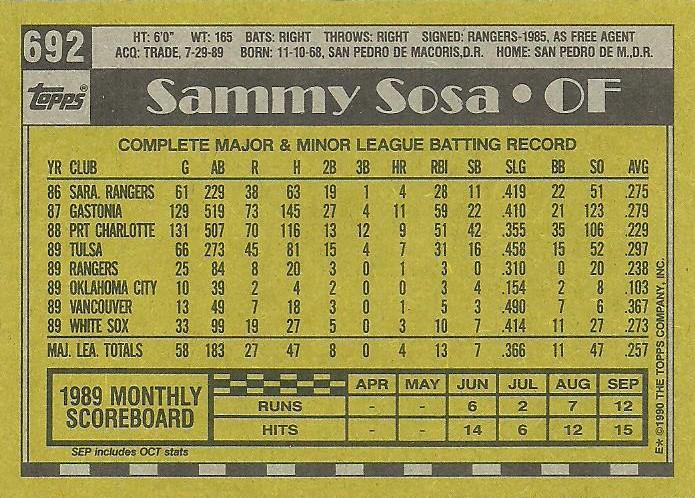 692
HT: 6'0" WT: 165 BATS: RIGHT THROWS: RIGHT SIGNED: RANGERS-1985, AS FREE AGENT
ACQ: TRADE, 7-29-89 BORN: 11-10-68, SAN PEDRO DE MACORIS, D.R. HOME: SAN PEDRO DE M., D.R.
Topps® Sammy Sosa • OF
COMPLETE MAJOR & MINOR LEAGUE BATTING RECORD
YR CLUB G AB R H 2B 3B HR RBI SB SLG BB SO AVG
86 SARA. RANGERS 61 229 38 63 19 1 4 28 11 .419 22 51 .275
87 GASTONIA 129 519 73 145 27 4 11 59 22 .410 21 123 .279
88 PRT CHARLOTTE 131 507 70 116 13 12 9 51 42 .355 35 106 .229
89 TULSA 66 273 45 81 15 4 7 31 16 .458 15 52 .297
89 RANGERS 25 84 8 20 3 0 1 3 0 .310 0 20 .238
89 OKLAHOMA CITY 10 39 2 4 2 0 0 3 4 .154 2 8 .103
89 VANCOUVER 13 49 7 18 3 0 1 5 3 .490 7 6 .367
89 WHITE SOX 33 99 19 27 5 0 3 10 7 .414 11 27 .273
MAJ. LEA. TOTALS 58 183 27 47 8 0 4 13 7 .366 11 47 .257
1989 MONTHLY
SCOREBOARD
APR MAY JUN JUL AUG SEP
RUNS - - 6 2 7 12
HITS - - 14 6 12 15
SEP includes OCT stats
E* ©1990 THE TOPPS COMPANY, INC.